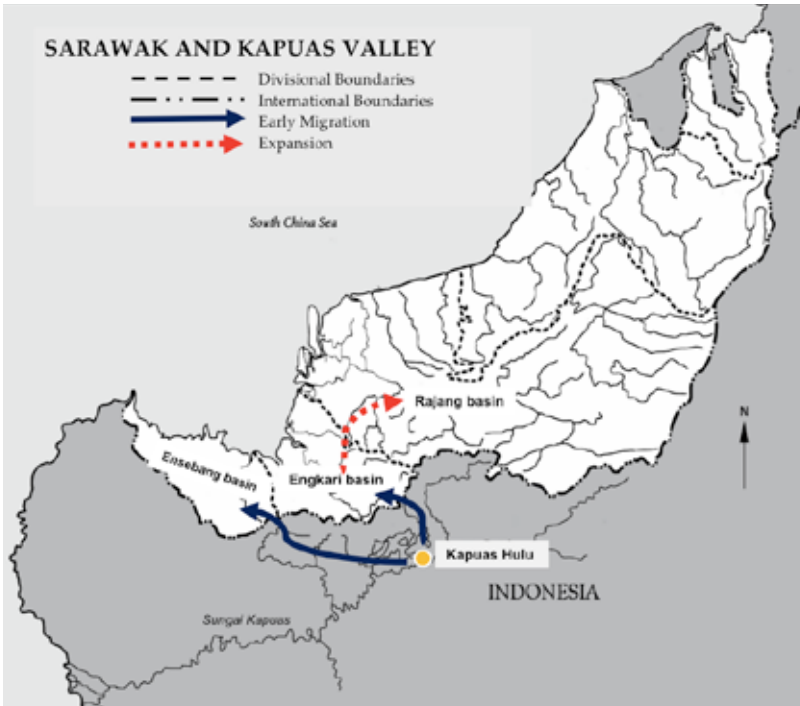 SARAWAK AND KAPUAS VALLEY
Divisional Boundaries
International Boundaries
Early Migration
Expansion
South China Sea
Rajang basin
N
Ensebang basin
Engkari basin
Kapuas Hulu
INDONESIA
Sungai Kapuas